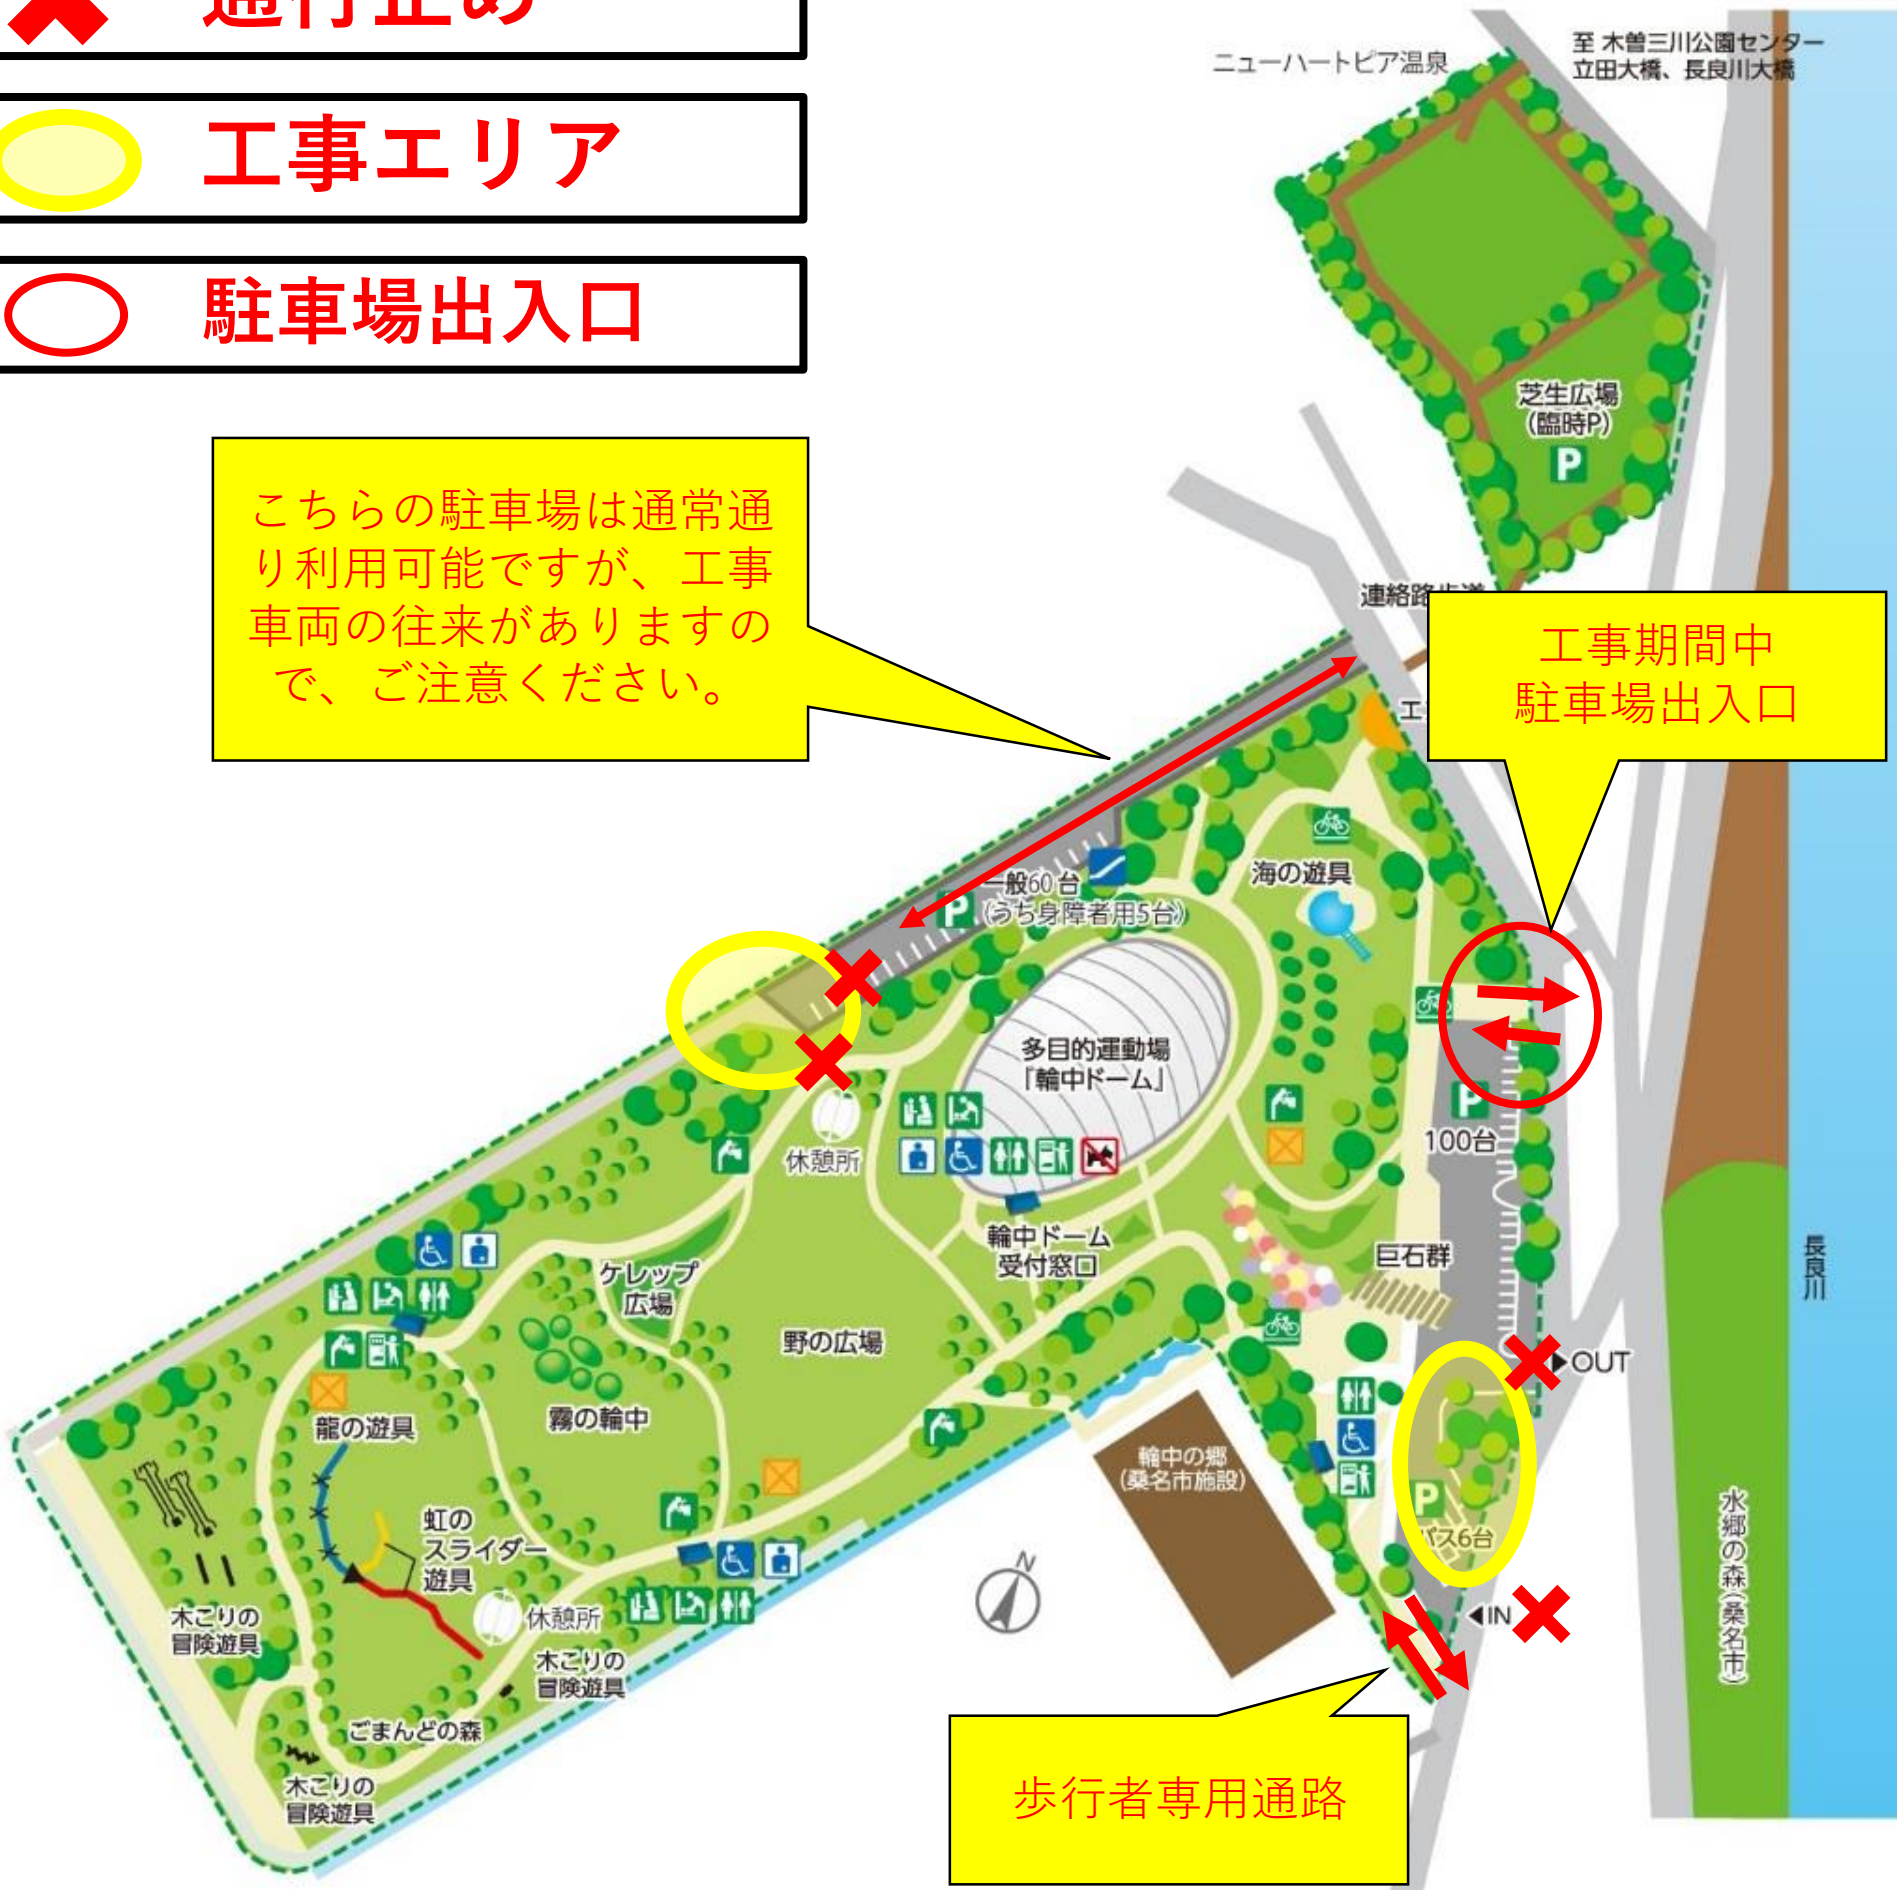 通行止め
工事エリア
駐車場出入口
ニューハートピア温泉
至 木曽三川公園センター
立田大橋、長良川大橋
芝生広場
(臨時P)
P
こちらの駐車場は通常通
り利用可能ですが、工事
車両の往来がありますの
で、ご注意ください。
連絡路歩道
工事期間中
駐車場出入口
エ
一般60台
(うち身障者用5台)
P
海の遊具
多目的運動場
『輪中ドーム』
P
100台
休憩所
輪中ドーム
受付窓口
巨石群
長良川
ケレップ
広場
野の広場
OUT
霧の輪中
龍の遊具
輪中の郷
(桑名市施設)
P
バス6台
虹の
スライダー
遊具
水郷の森(桑名市)
N
IN
休憩所
木こりの
冒険遊具
木こりの
冒険遊具
ごまんどの森
木こりの
冒険遊具
歩行者専用通路